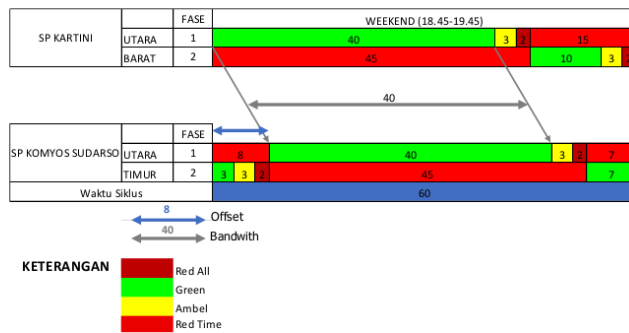 FASE WEEKEND (18.45-19.45)
SP KARTINI UTARA 1 40 3 2 15
BARAT 2 45 10 3 2
40
FASE
SP KOMYOS SUDARSO UTARA 1 8 40 3 2 7
TIMUR 2 3 3 2 45 7
Waktu Siklus 60
8 Offset
40 Bandwith
KETERANGAN
Red All
Green
Ambel
Red Time